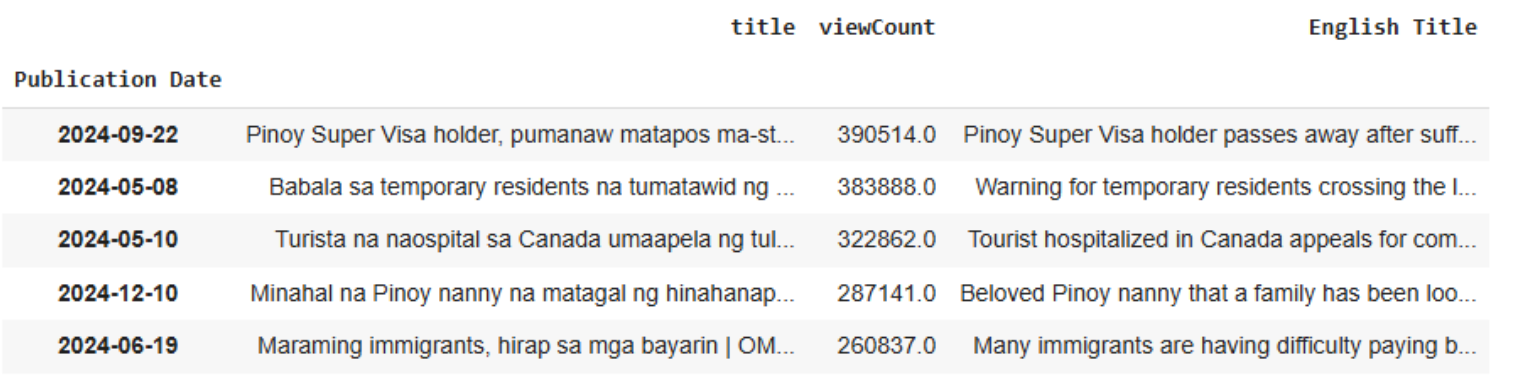 title viewCount English Title
Publication Date
2024-09-22 Pinoy Super Visa holder, pumanaw matapos ma-st... 390514.0 Pinoy Super Visa holder passes away after suff...
2024-05-08 Babala sa temporary residents na tumatawid ng ... 383888.0 Warning for temporary residents crossing the l...
2024-05-10 Turista na naospital sa Canada umaapela ng tul... 322862.0 Tourist hospitalized in Canada appeals for com...
2024-12-10 Minahal na Pinoy nanny na matagal ng hinahanap... 287141.0 Beloved Pinoy nanny that a family has been loo...
2024-06-19 Maraming immigrants, hirap sa mga bayarin | OM... 260837.0 Many immigrants are having difficulty paying b...